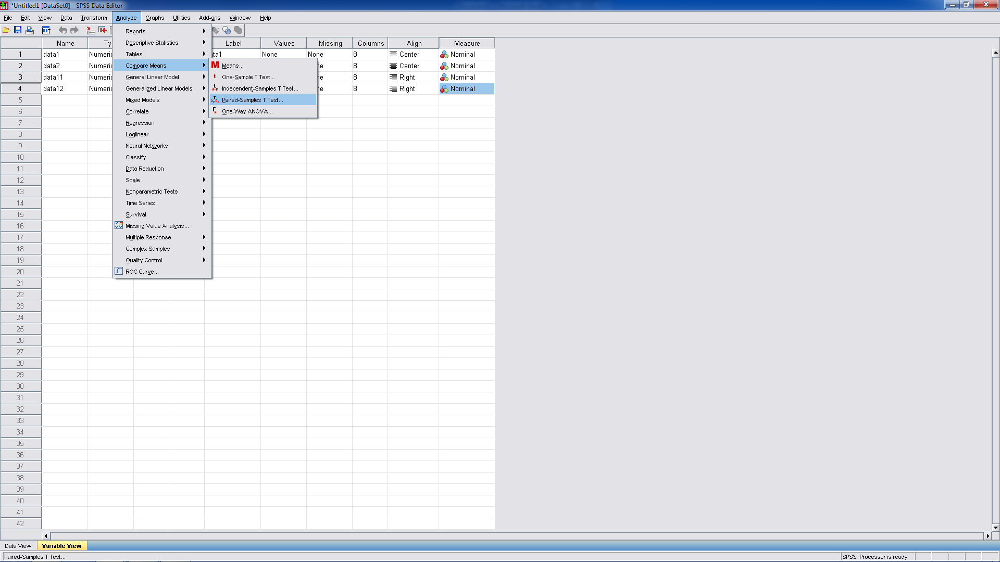 *Untitled1 [DataSet0] - SPSS Data Editor
File Edit View Data Transform Analyze Graphs Utilities Add-ons Window Help
Name Ty Label Values Missing Columns Align Measure
1 data1 Numeric None None 8 Center Nominal
2 data2 Numeric 8 Center Nominal
3 data11 Numeric 8 Right Nominal
4 data12 Numeric 8 Right Nominal
5
6
7
8
9
10
11
12
13
14
15
16
17
18
19
20
21
22
23
24
25
26
27
28
29
30
31
32
33
34
35
36
37
38
39
40
41
42
Reports
Descriptive Statistics
Tables
Compare Means
General Linear Model
Generalized Linear Models
Mixed Models
Correlate
Regression
Loglinear
Neural Networks
Classify
Data Reduction
Scale
Nonparametric Tests
Time Series
Survival
Missing Value Analysis...
Multiple Response
Complex Samples
Quality Control
ROC Curve...
Means...
One-Sample T Test...
Independent-Samples T Test...
Paired-Samples T Test...
One-Way ANOVA...
Data View Variable View
Paired-Samples T Test... SPSS Processor is ready